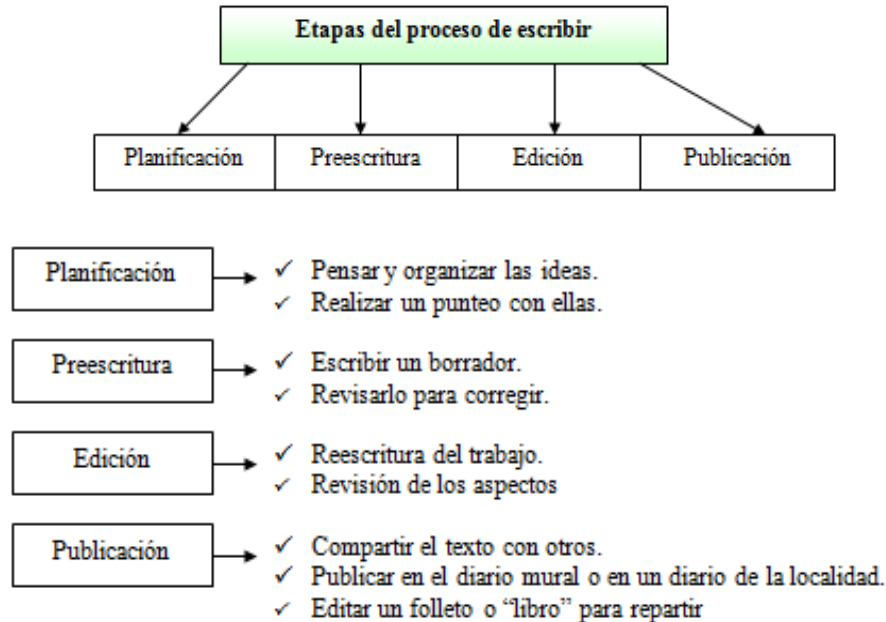 Etapas del proceso de escribir
Planificación Preescritura Edición Publicación
Planificación
Pensar y organizar las ideas.
Realizar un punteo con ellas.
Preescritura
Escribir un borrador.
Revisarlo para corregir.
Edición
Reescritura del trabajo.
Revisión de los aspectos
Publicación
Compartir el texto con otros.
Publicar en el diario mural o en un diario de la localidad.
Editar un folleto o “libro” para repartir